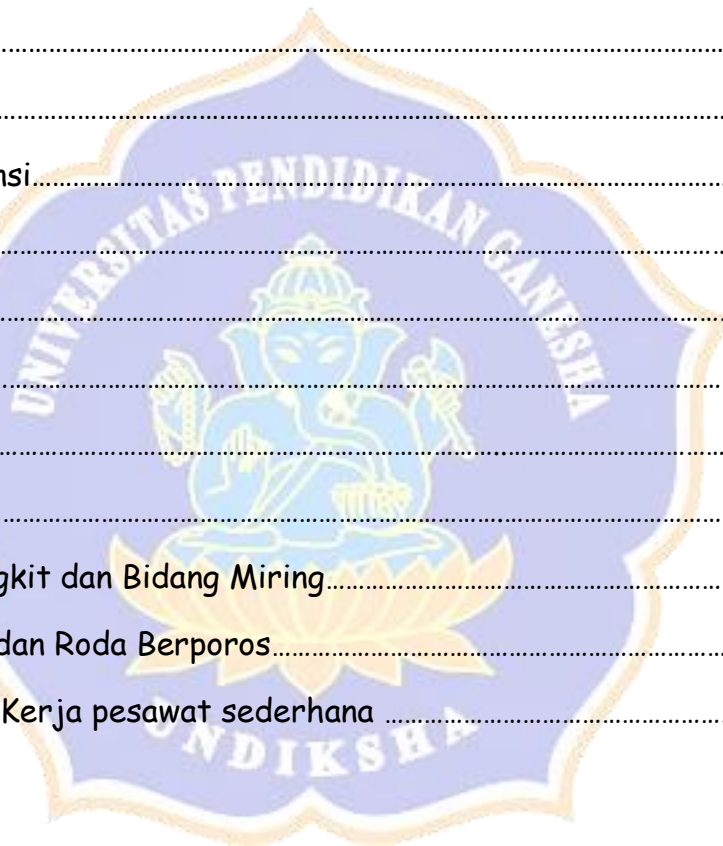 ……………………………………………………………………
……………………………………………………………………
nsi……………………………………………………………………
UNIVERSITAS PENDIDIKAN GANESHA
……………………………………………………………………
……………………………………………………………………
……………………………………………………………………
……………………………………………………………………
……………………………………………………………………
gkit dan Bidang Miring……………………………………………
dan Roda Berporos……………………………………………
Kerja pesawat sederhana ……………………………………………
UNDIKSHA